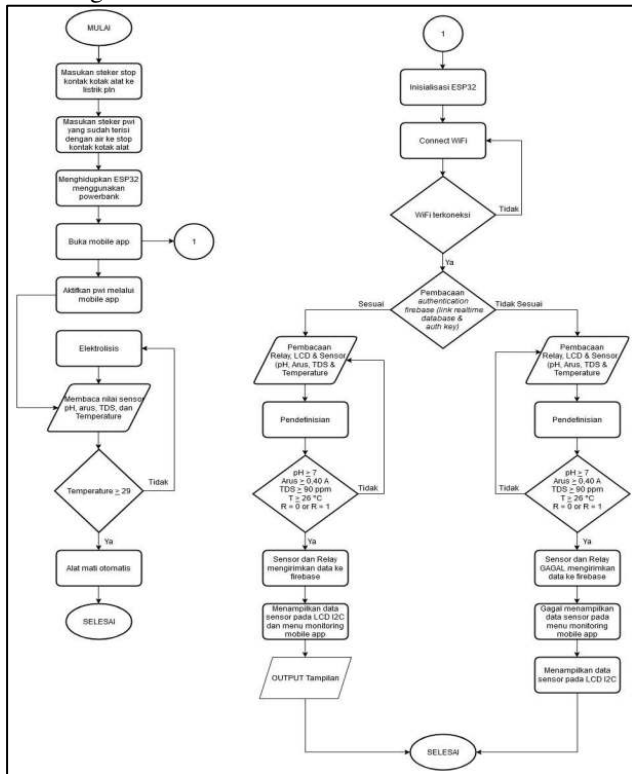 MULAI
Masukan steker stop
kontak kotak alat ke
listrik pln
Masukan steker pwi
yang sudah terisi
dengan air ke stop
kontak kotak alat
Menghidupkan ESP32
menggunakan
powerbank
Buka mobile app
1
Aktifkan pwi melalui
mobile app
Elektrolisis
Membaca nilai sensor
pH, arus, TDS, dan
Temperature
Temperature ≥ 29
Tidak
Ya
Alat mati otomatis
SELESAI
1
Inisialisasi ESP32
Connect WiFi
WiFi terkoneksi
Tidak
Ya
Pembacaan
authentication
firebase (link realtime
database &
auth key)
Sesuai
Tidak Sesuai
Pembacaan
Relay, LCD & Sensor
(pH, Arus, TDS &
Temperature
Pendefinisian
pH ≥ 7
Arus ≥ 0,40 A
TDS ≥ 90 ppm
T ≥ 26 °C
R = 0 or R = 1
Tidak
Ya
Sensor dan Relay
mengirimkan data ke
firebase
Menampilkan data
sensor pada LCD I2C
dan menu monitoring
mobile app
OUTPUT Tampilan
Pembacaan
Relay, LCD & Sensor
(pH, Arus, TDS &
Temperature
Pendefinisian
pH ≥ 7
Arus ≥ 0,40 A
TDS ≥ 90 ppm
T ≥ 26 °C
R = 0 or R = 1
Tidak
Ya
Sensor dan Relay
GAGAL mengirimkan
data ke firebase
Gagal menampilkan
data sensor pada
menu monitoring
mobile app
Menampilkan data
sensor pada LCD I2C
SELESAI